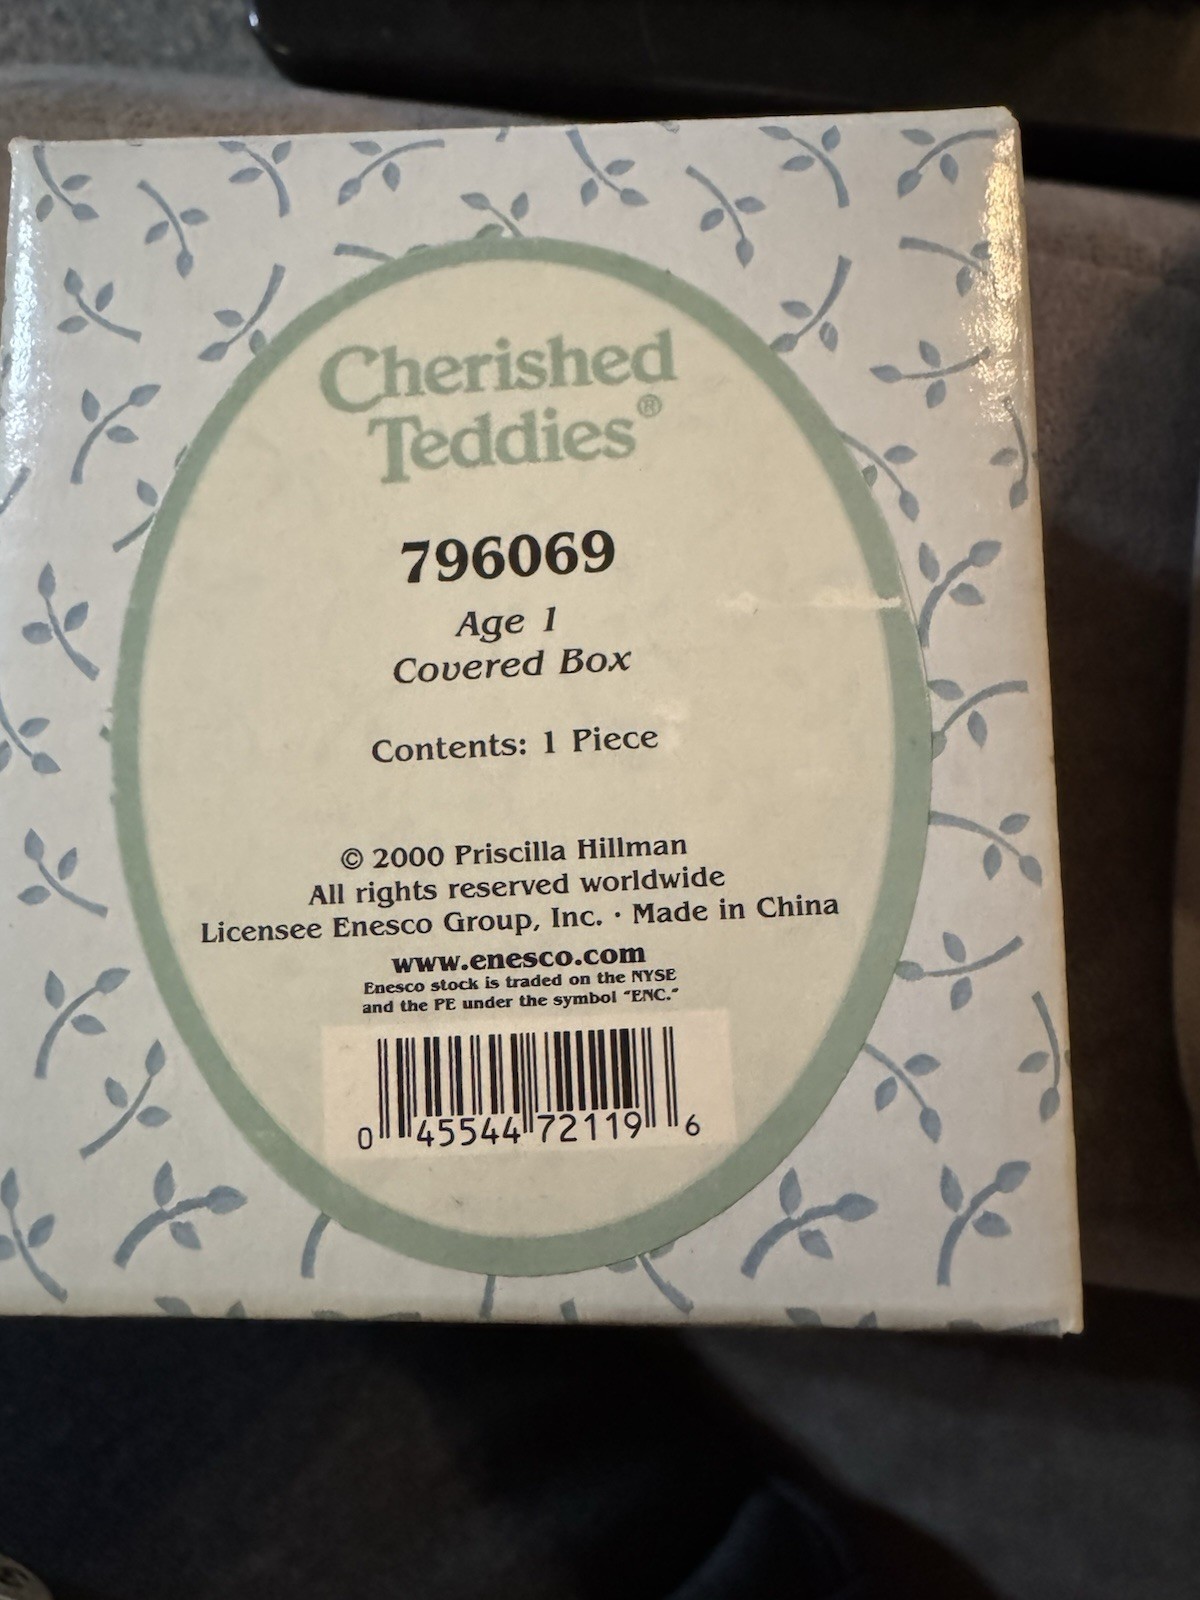 Cherished
Teddies®
796069
Age 1
Covered Box
Contents: 1 Piece
© 2000 Priscilla Hillman
All rights reserved worldwide
Licensee Enesco Group, Inc. · Made in China
www.enesco.com
Enesco stock is traded on the NYSE
and the PE under the symbol "ENC."
0 45544 72119 6